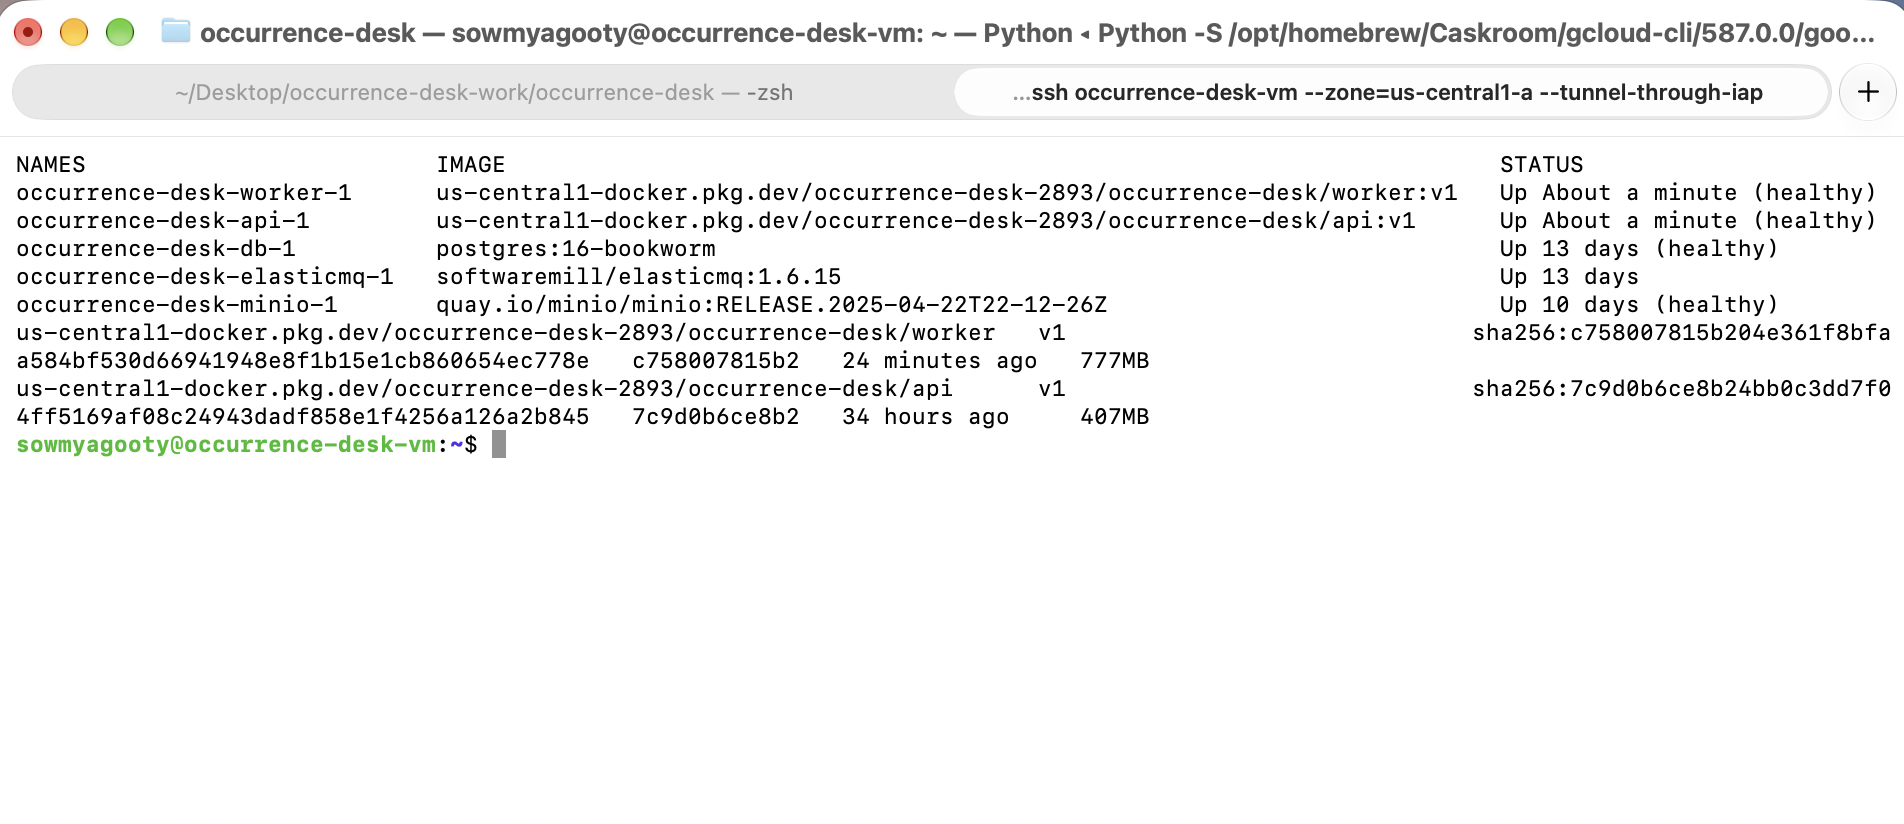 occurrence-desk — sowmyagooty@occurrence-desk-vm: ~ — Python ◂ Python -S /opt/homebrew/Caskroom/gcloud-cli/587.0.0/goo...
~/Desktop/occurrence-desk-work/occurrence-desk — -zsh
...ssh occurrence-desk-vm --zone=us-central1-a --tunnel-through-iap
+
NAMES IMAGE STATUS
occurrence-desk-worker-1 us-central1-docker.pkg.dev/occurrence-desk-2893/occurrence-desk/worker:v1 Up About a minute (healthy)
occurrence-desk-api-1 us-central1-docker.pkg.dev/occurrence-desk-2893/occurrence-desk/api:v1 Up About a minute (healthy)
occurrence-desk-db-1 postgres:16-bookworm Up 13 days (healthy)
occurrence-desk-elasticmq-1 softwaremill/elasticmq:1.6.15 Up 13 days
occurrence-desk-minio-1 quay.io/minio/minio:RELEASE.2025-04-22T22-12-26Z Up 10 days (healthy)
us-central1-docker.pkg.dev/occurrence-desk-2893/occurrence-desk/worker v1 sha256:c758007815b204e361f8bfa
a584bf530d66941948e8f1b15e1cb860654ec778e c758007815b2 24 minutes ago 777MB
us-central1-docker.pkg.dev/occurrence-desk-2893/occurrence-desk/api v1 sha256:7c9d0b6ce8b24bb0c3dd7f0
4ff5169af08c24943dadf858e1f4256a126a2b845 7c9d0b6ce8b2 34 hours ago 407MB
sowmyagooty@occurrence-desk-vm:~$